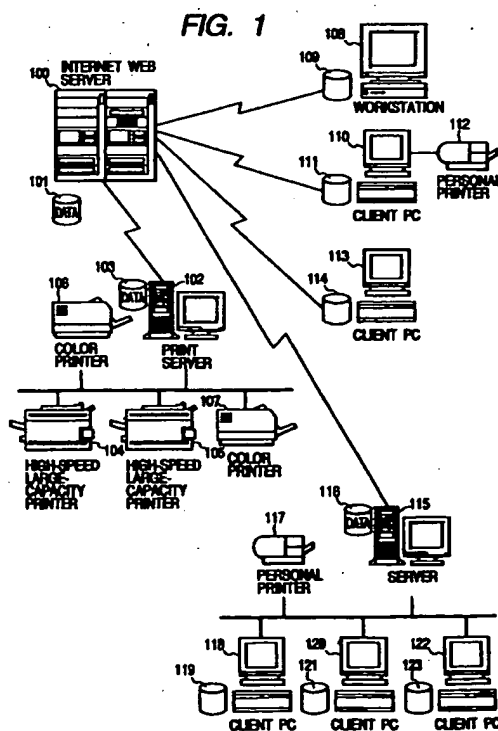 FIG. 1
100
INTERNET WEB
SERVER
101
DATA
108
109
WORKSTATION
110
112
111
PERSONAL
PRINTER
CLIENT PC
113
114
CLIENT PC
103
102
DATA
106
COLOR
PRINTER
PRINT
SERVER
107
104
105
HIGH-SPEED
LARGE-
CAPACITY
PRINTER
HIGH-SPEED
LARGE-
CAPACITY
PRINTER
COLOR
PRINTER
116
115
DATA
117
PERSONAL
PRINTER
SERVER
118
120
122
119
121
123
CLIENT PC
CLIENT PC
CLIENT PC